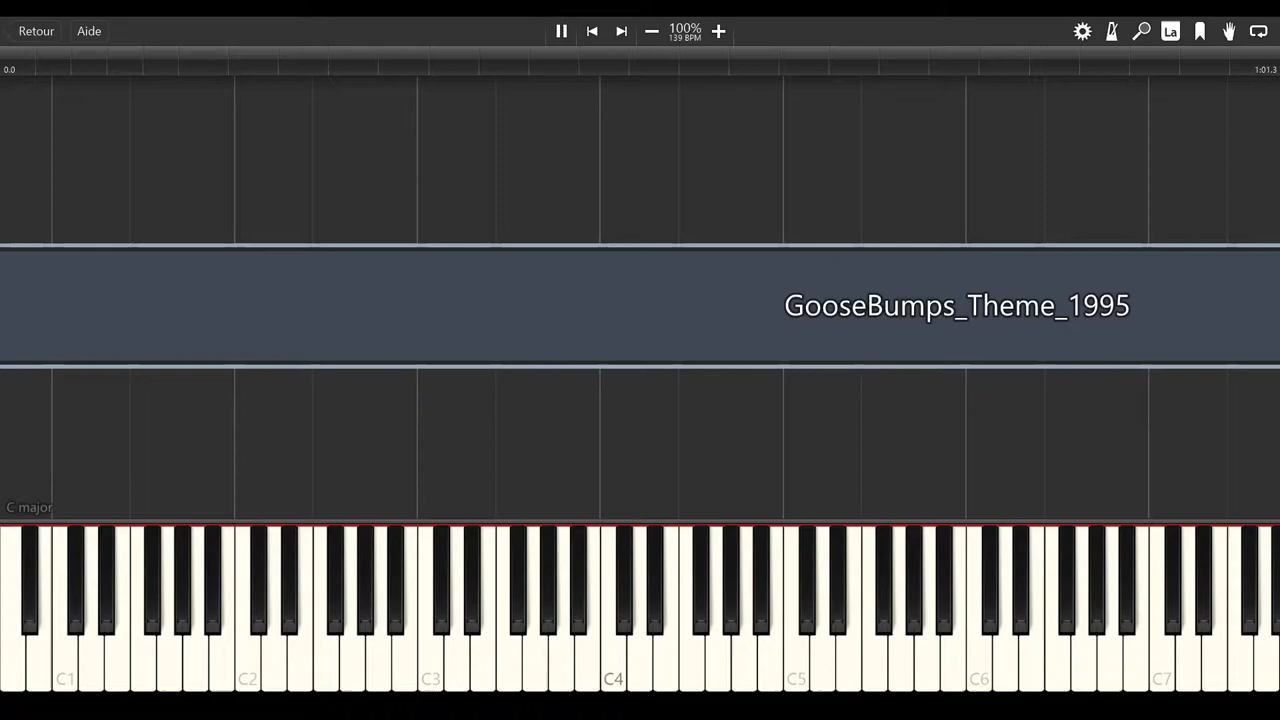 Retour Aide 100% La
139 BPM
0.0 1:01.3
GooseBumps_Theme_1995
C major
C1 C2 C3 C4 C5 C6 C7